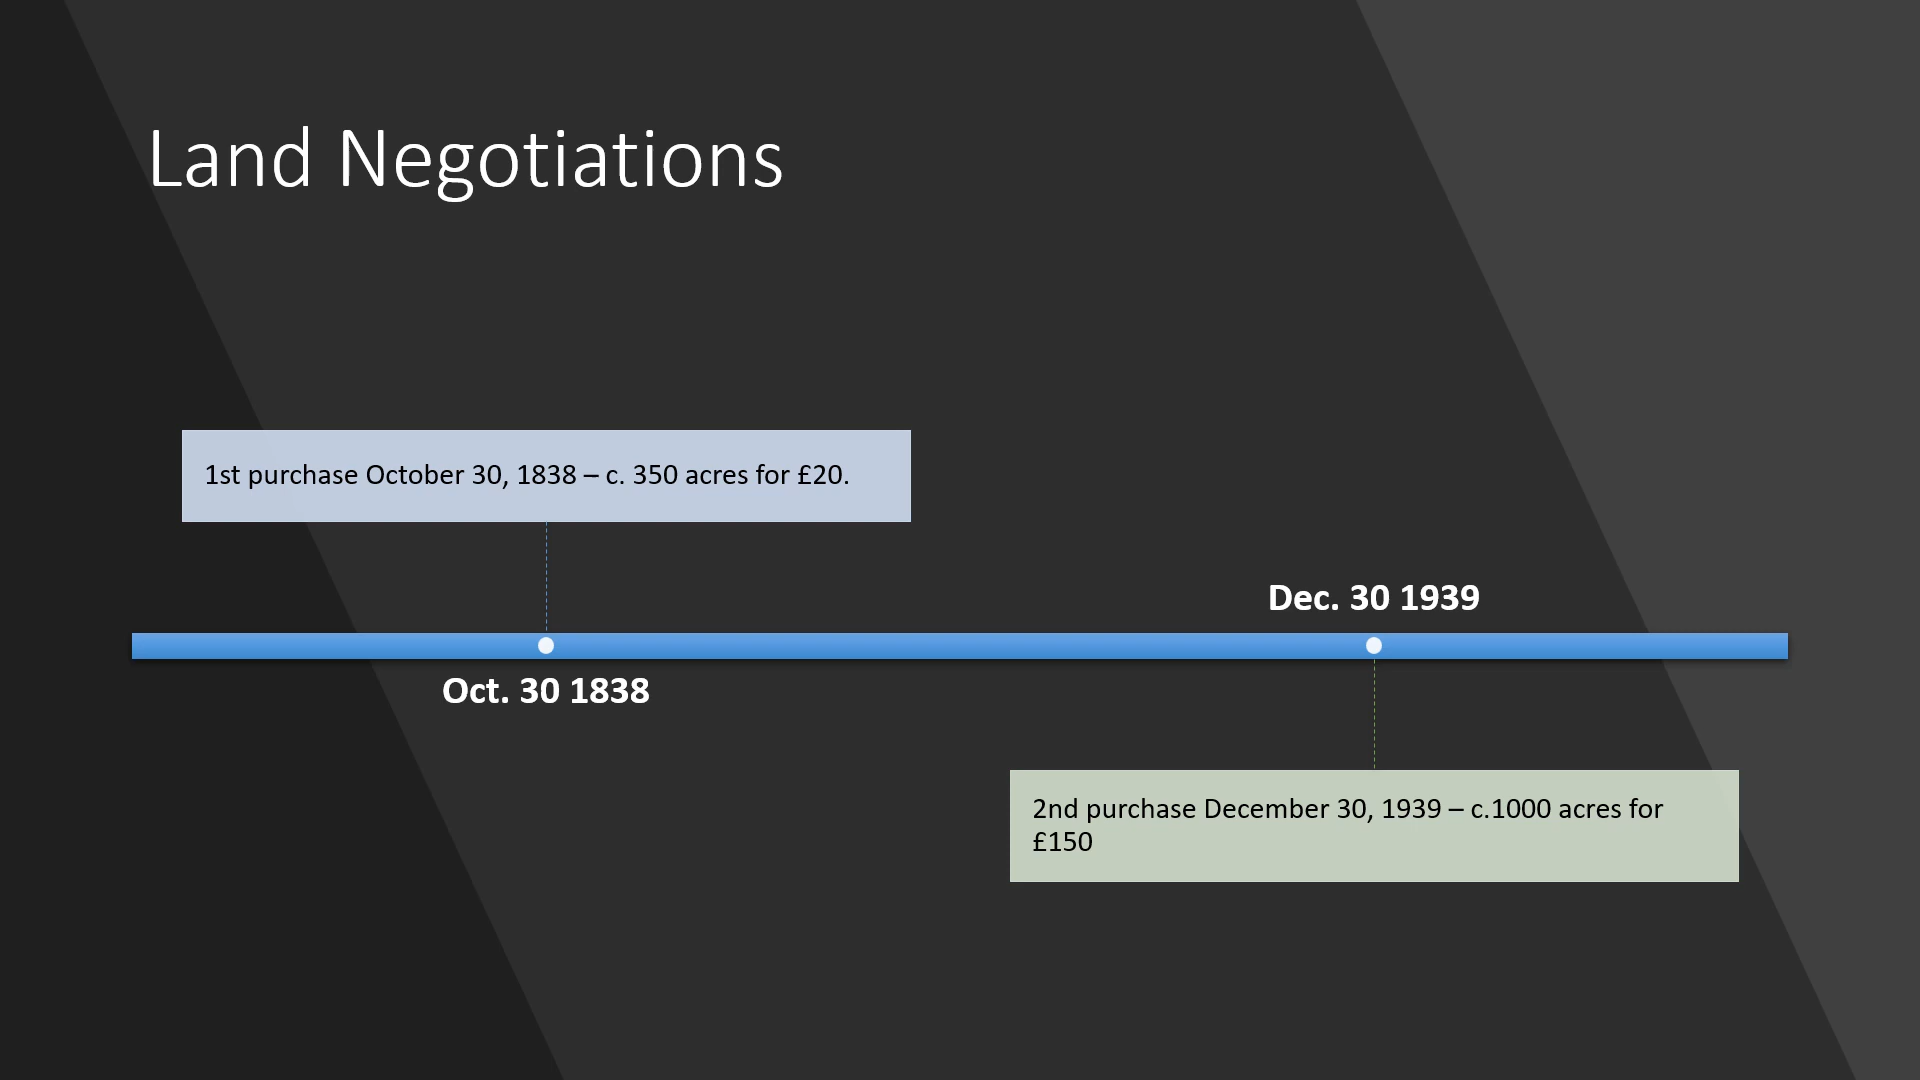 Land Negotiations
1st purchase October 30, 1838 – c. 350 acres for £20.
Dec. 30 1939
Oct. 30 1838
2nd purchase December 30, 1939 – c.1000 acres for
£150